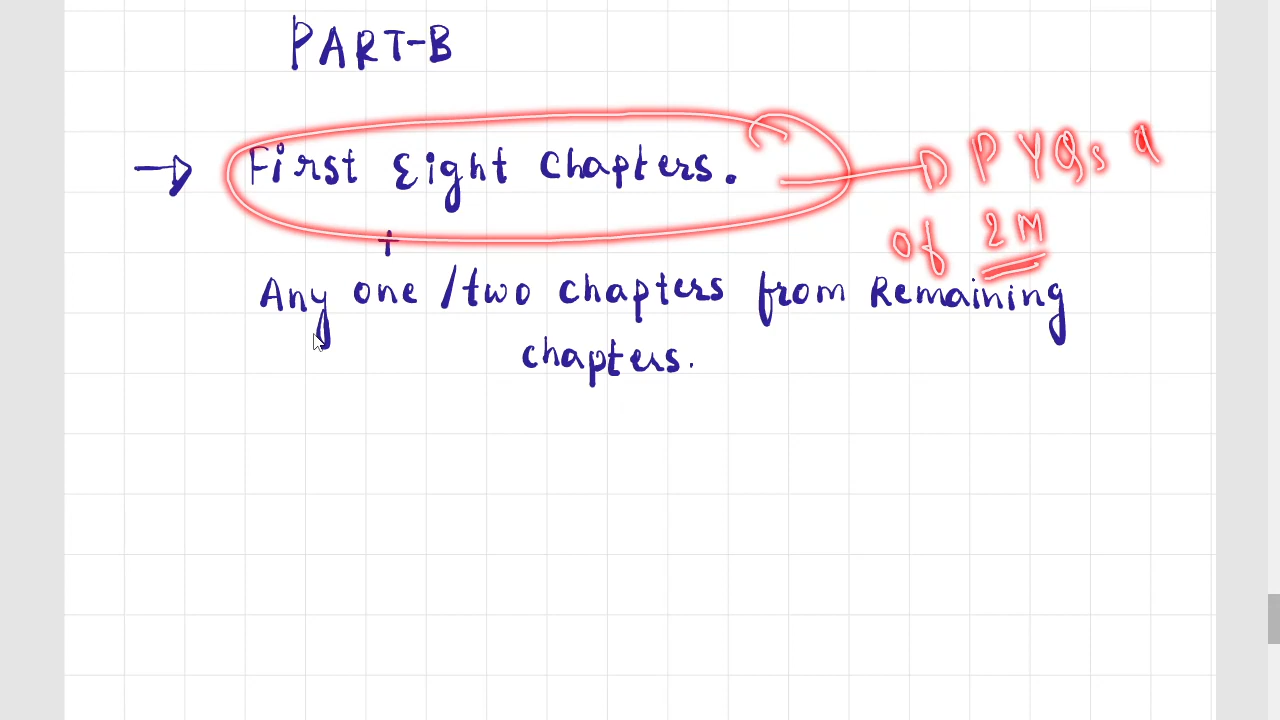 PART-B
→ First Eight Chapters. → PYQs q
of 2M
+
Any one /two chapters from Remaining
chapters.